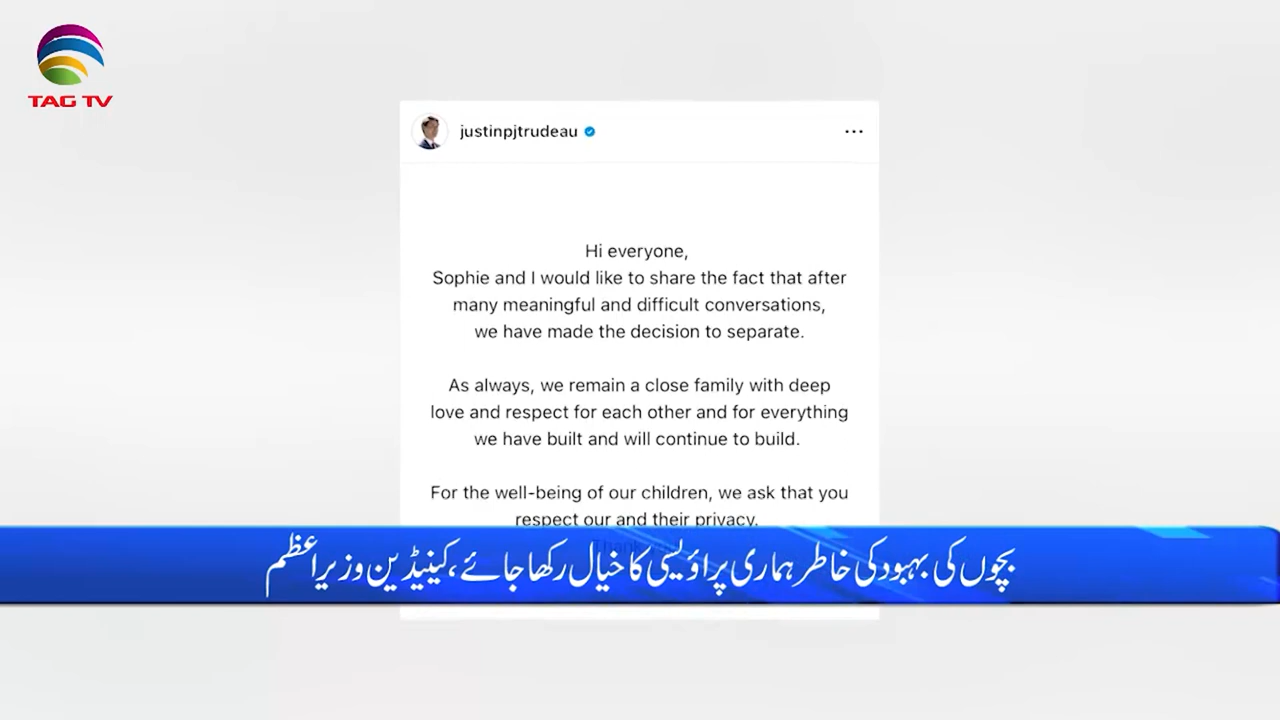 TAG TV
justinpjtrudeau
Hi everyone,
Sophie and I would like to share the fact that after
many meaningful and difficult conversations,
we have made the decision to separate.
As always, we remain a close family with deep
love and respect for each other and for everything
we have built and will continue to build.
For the well-being of our children, we ask that you
respect our and their privacy.
بچوں کی بہبود کی خاطر ہماری پراؤیسی کا خیال رکھا جائے، کینیڈین وزیراعظم